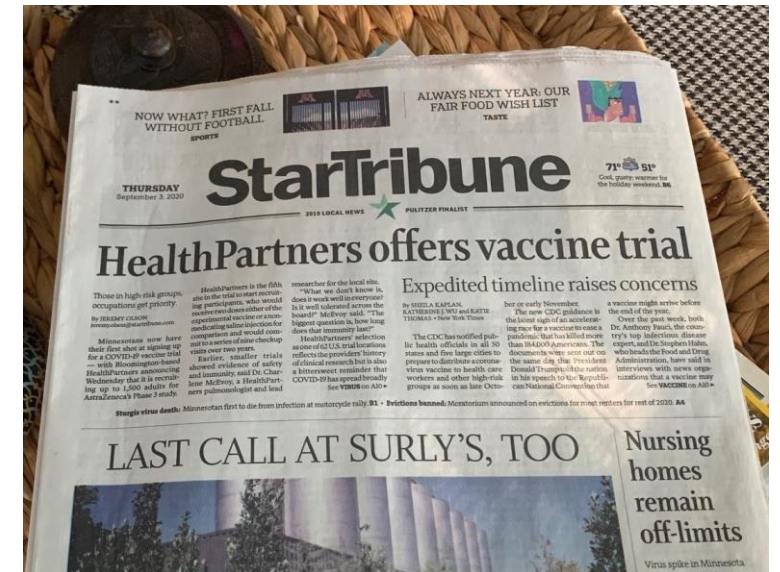 NOW WHAT? FIRST FALL
WITHOUT FOOTBALL
SPORTS
ALWAYS NEXT YEAR: OUR
FAIR FOOD WISH LIST
TASTE
THURSDAY
September 3, 2020
StarTribune
71° 51°
Cool, gusty; warmer for
the holiday weekend. B6
2019 LOCAL NEWS PULITZER FINALIST
HealthPartners offers vaccine trial
Those in high-risk groups,
occupations get priority.
By JEREMY OLSON
jeremy.olson@startribune.com
Minnesotans now have
their first shot at signing up
for a COVID-19 vaccine trial
— with Bloomington-based
HealthPartners announcing
Wednesday that it is recruit-
ing up to 1,500 adults for
AstraZeneca's Phase 3 study.
HealthPartners is the fifth
site in the trial to start recruit-
ing participants, who would
receive two doses either of the
experimental vaccine or a non-
medicating saline injection for
comparison and would com-
mit to a series of nine checkup
visits over two years.
Earlier, smaller trials
showed evidence of safety
and immunity, said Dr. Char-
lene McEvoy, a HealthPart-
ners pulmonologist and lead
researcher for the local site.
"What we don't know is,
does it work well in everyone?
Is it well tolerated across the
board?" McEvoy said. "The
biggest question is, how long
does that immunity last?"
HealthPartners' selection
as one of 62 U.S. trial locations
reflects the providers' history
of clinical research but is also
a bittersweet reminder that
COVID-19 has spread broadly
See VIRUS on A10 ►
Expedited timeline raises concerns
By SHEILA KAPLAN,
KATHERINE J. WU and KATIE
THOMAS • New York Times
The CDC has notified pub-
lic health officials in all 50
states and five large cities to
prepare to distribute a corona-
virus vaccine to health care
workers and other high-risk
groups as soon as late Octo-
ber or early November.
The new CDC guidance is
the latest sign of an accelerat-
ing race for a vaccine to ease a
pandemic that has killed more
than 184,000 Americans. The
documents were sent out on
the same day that President
Donald Trump told the nation
in his speech to the Republi-
can National Convention that
a vaccine might arrive before
the end of the year.
Over the past week, both
Dr. Anthony Fauci, the coun-
try's top infectious disease
expert, and Dr. Stephen Hahn,
who heads the Food and Drug
Administration, have said in
interviews with news orga-
nizations that a vaccine may
See VACCINE on A10 ►
Sturgis virus death: Minnesotan first to die from infection at motorcycle rally. B1 • Evictions banned: Moratorium announced on evictions for most renters for rest of 2020. A4
LAST CALL AT SURLY'S, TOO
Nursing
homes
remain
off-limits
Virus spike in Minnesota